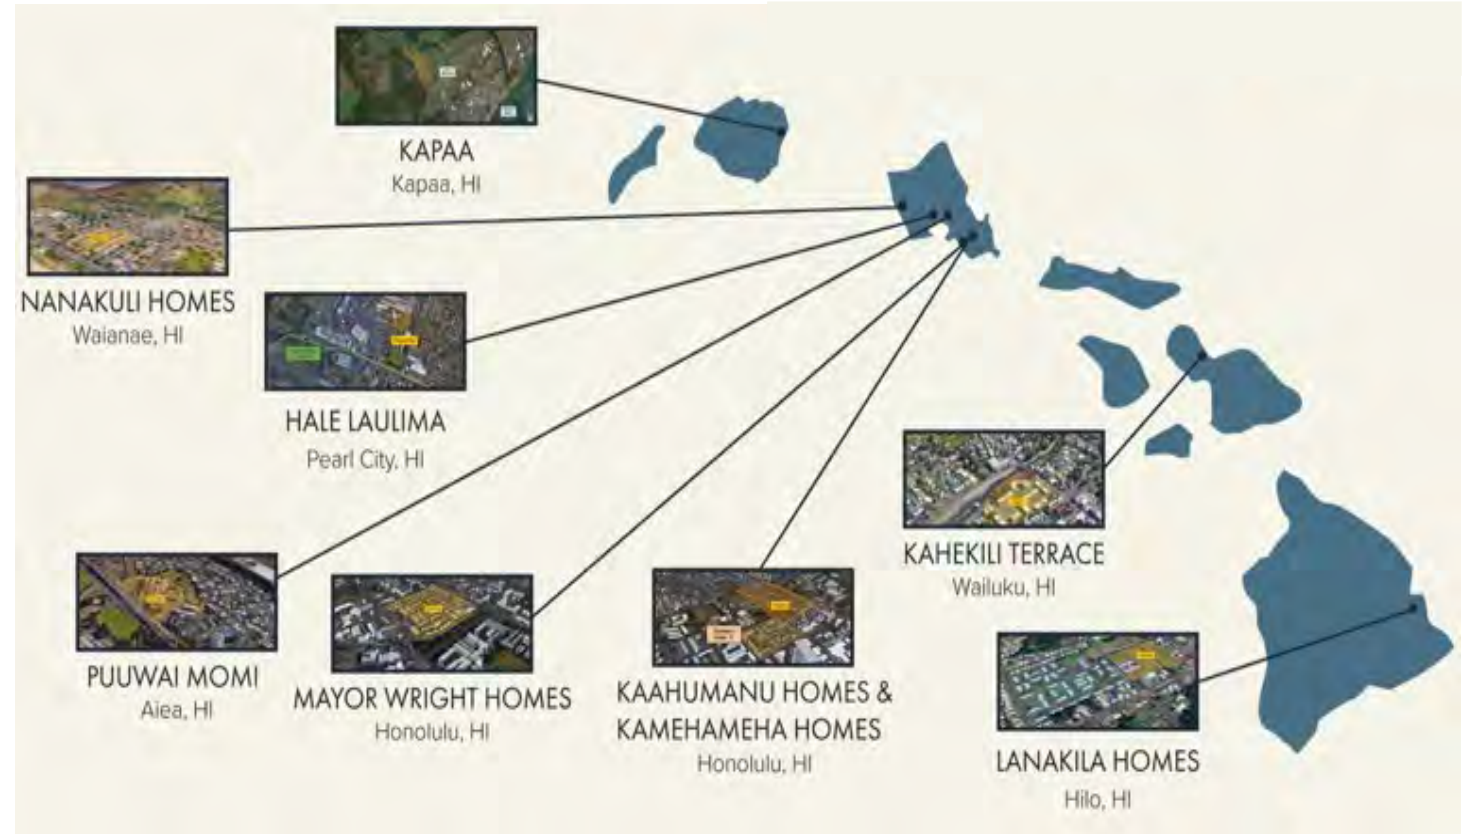 KAPAA
Kapaa, HI
NANAKULI HOMES
Waianae, HI
HALE LAULIMA
Pearl City, HI
KAHEKILI TERRACE
Wailuku, HI
PUUWAI MOMI
Aiea, HI
MAYOR WRIGHT HOMES
Honolulu, HI
KAAHUMANU HOMES &
KAMEHAMEHA HOMES
Honolulu, HI
LANAKILA HOMES
Hilo, HI